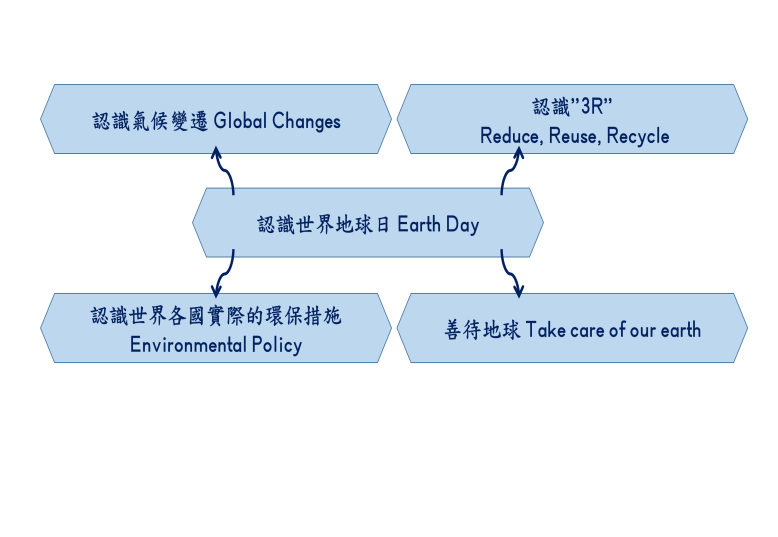 認識氣候變遷 Global Changes
認識”3R”
Reduce, Reuse, Recycle
認識世界地球日 Earth Day
認識世界各國實際的環保措施
Environmental Policy
善待地球 Take care of our earth